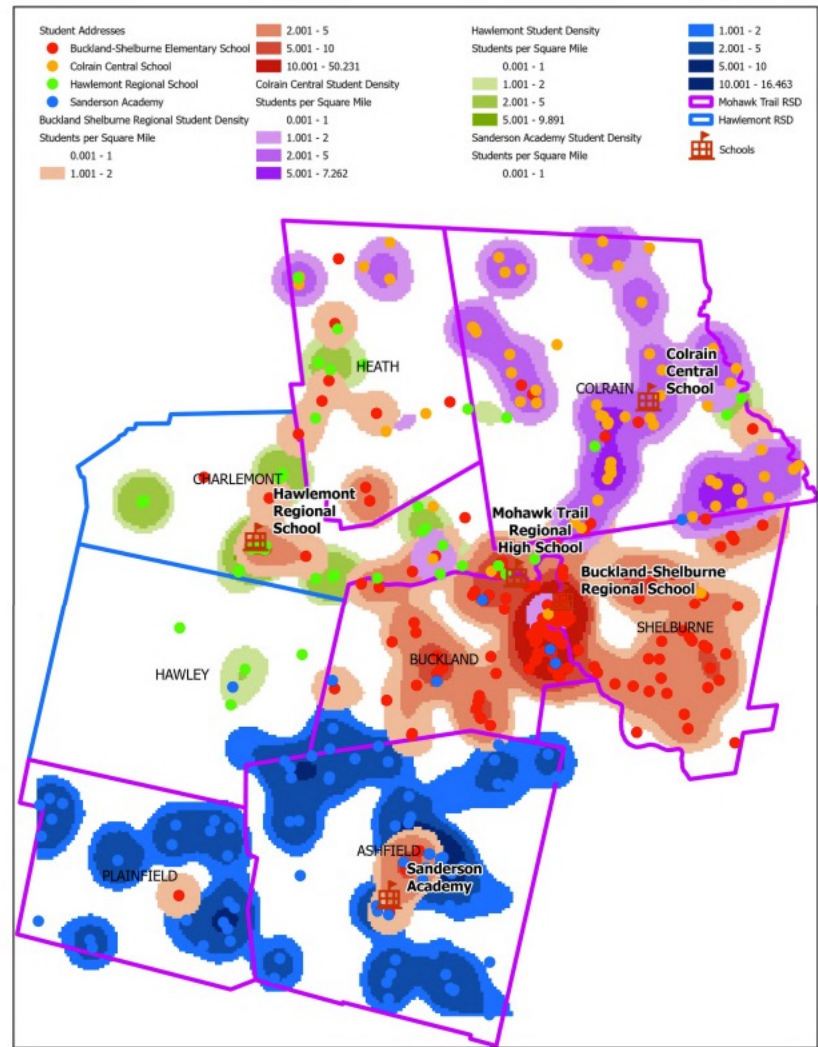 Student Addresses
Buckland-Shelburne Elementary School
Colrain Central School
Hawlemont Regional School
Sanderson Academy
Buckland Shelburne Regional Student Density
Students per Square Mile
0.001 - 1
1.001 - 2
2.001 - 5
5.001 - 10
10.001 - 50.231
Colrain Central Student Density
Students per Square Mile
0.001 - 1
1.001 - 2
2.001 - 5
5.001 - 7.262
Hawlemont Student Density
Students per Square Mile
0.001 - 1
1.001 - 2
2.001 - 5
5.001 - 9.891
Sanderson Academy Student Density
Students per Square Mile
0.001 - 1
1.001 - 2
2.001 - 5
5.001 - 10
10.001 - 16.463
Mohawk Trail RSD
Hawlemont RSD
Schools
HEATH
Colrain
Central
School
COLRAIN
CHARLEMONT
Hawlemont
Regional
School
Mohawk Trail
Regional
High School
Buckland-Shelburne
Regional School
SHELBURNE
BUCKLAND
HAWLEY
ASHFIELD
Sanderson
Academy
PLAINFIELD